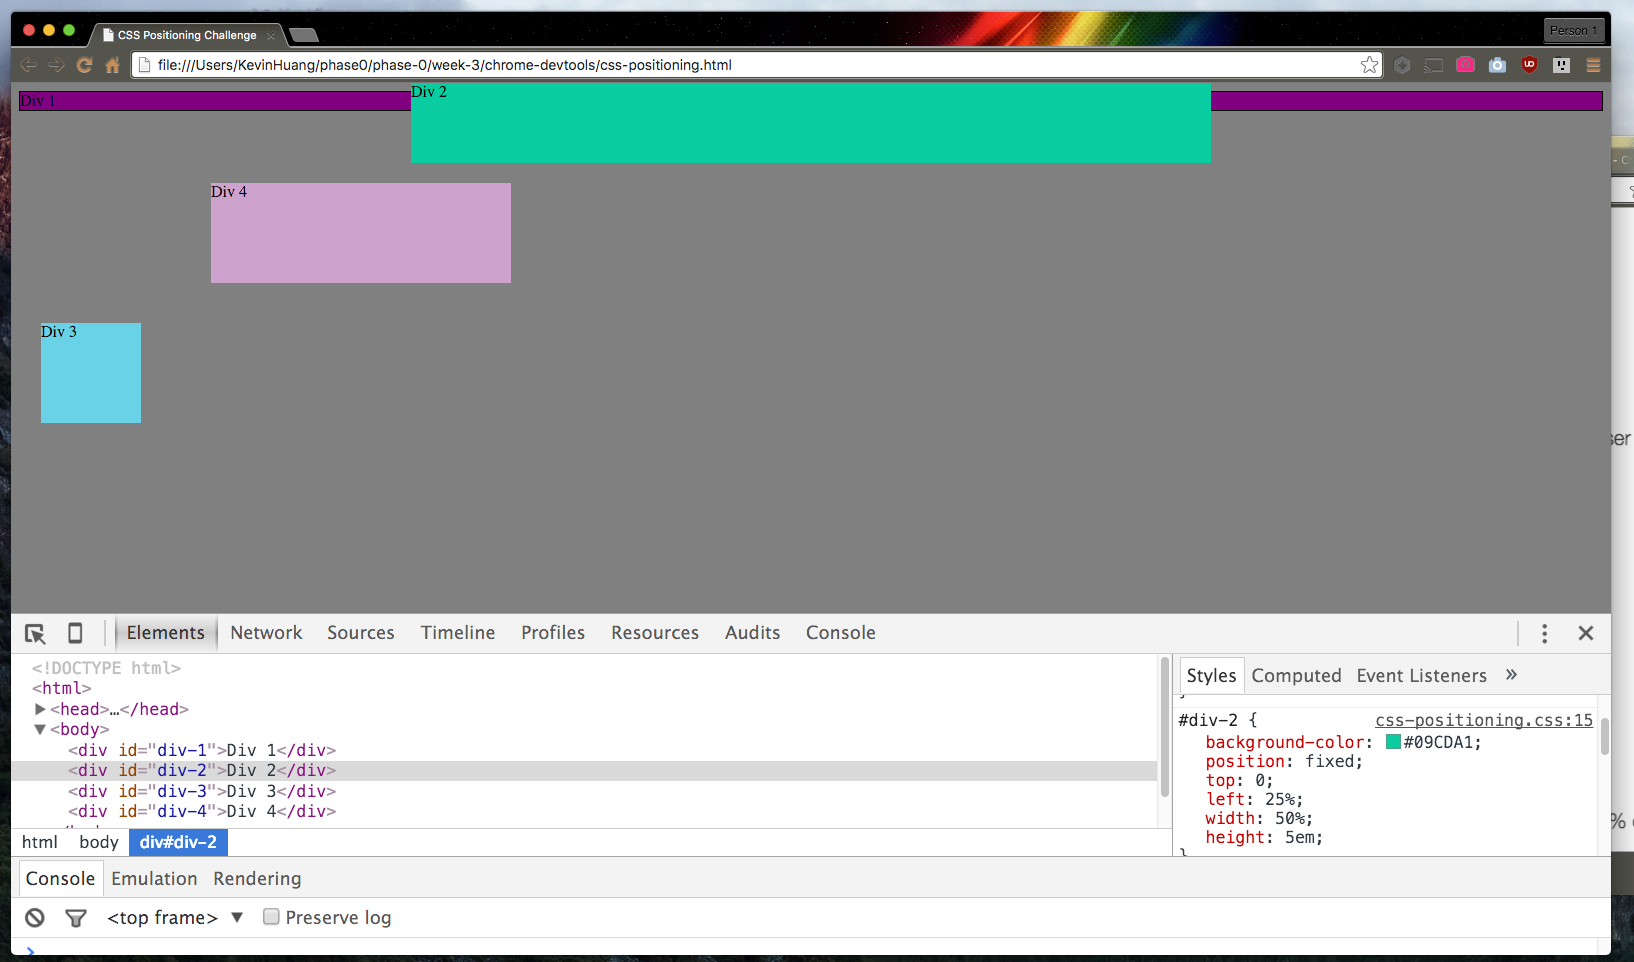 CSS Positioning Challenge
Person 1
file:///Users/KevinHuang/phase0/phase-0/week-3/chrome-devtools/css-positioning.html
Div 1
Div 2
Div 4
Div 3
ser
Elements Network Sources Timeline Profiles Resources Audits Console
<!DOCTYPE html>
<html>
<head>…</head>
<body>
<div id="div-1">Div 1</div>
<div id="div-2">Div 2</div>
<div id="div-3">Div 3</div>
<div id="div-4">Div 4</div>
html body div#div-2
Styles Computed Event Listeners »
}
#div-2 { css-positioning.css:15
background-color: #09CDA1;
position: fixed;
top: 0;
left: 25%;
width: 50%;
height: 5em;
}
Console Emulation Rendering
<top frame> ▼ Preserve log
>